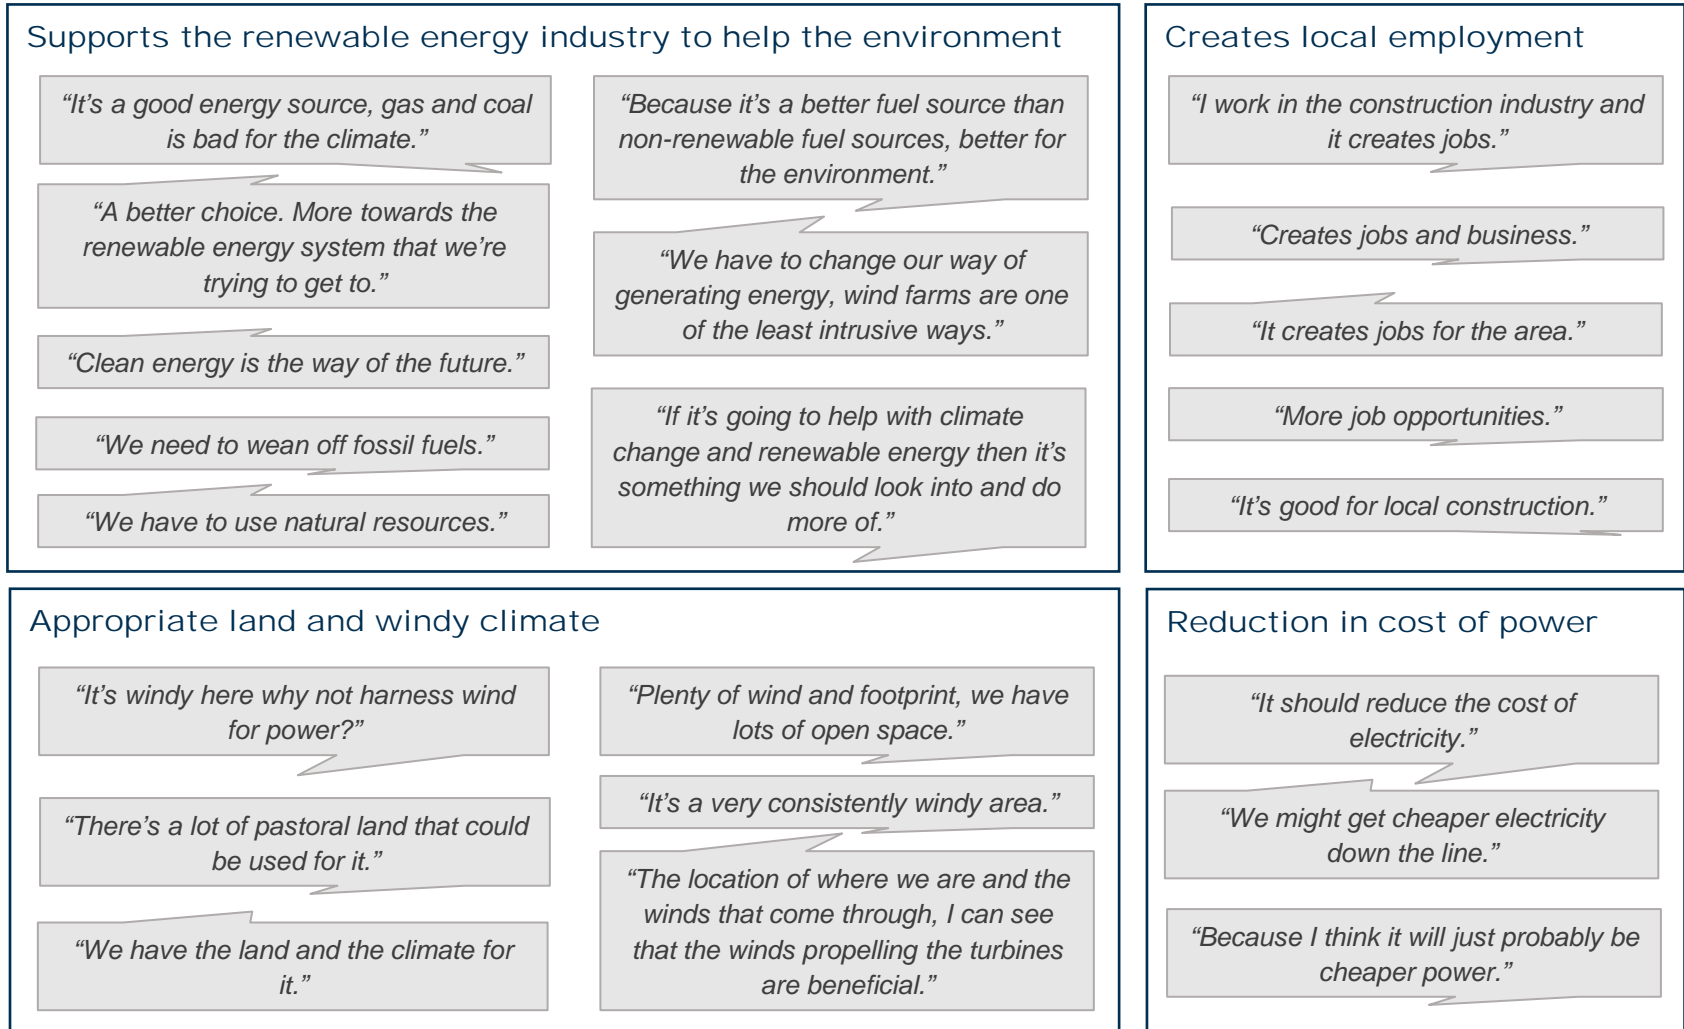 Supports the renewable energy industry to help the environment
“It’s a good energy source, gas and coal
is bad for the climate.”
“A better choice. More towards the
renewable energy system that we’re
trying to get to.”
“Clean energy is the way of the future.”
“We need to wean off fossil fuels.”
“We have to use natural resources.”
“Because it’s a better fuel source than
non-renewable fuel sources, better for
the environment.”
“We have to change our way of
generating energy, wind farms are one
of the least intrusive ways.”
“If it’s going to help with climate
change and renewable energy then it’s
something we should look into and do
more of.”
Creates local employment
“I work in the construction industry and
it creates jobs.”
“Creates jobs and business.”
“It creates jobs for the area.”
“More job opportunities.”
“It’s good for local construction.”
Appropriate land and windy climate
“It’s windy here why not harness wind
for power?”
“There’s a lot of pastoral land that could
be used for it.”
“We have the land and the climate for
it.”
“Plenty of wind and footprint, we have
lots of open space.”
“It’s a very consistently windy area.”
“The location of where we are and the
winds that come through, I can see
that the winds propelling the turbines
are beneficial.”
Reduction in cost of power
“It should reduce the cost of
electricity.”
“We might get cheaper electricity
down the line.”
“Because I think it will just probably be
cheaper power.”